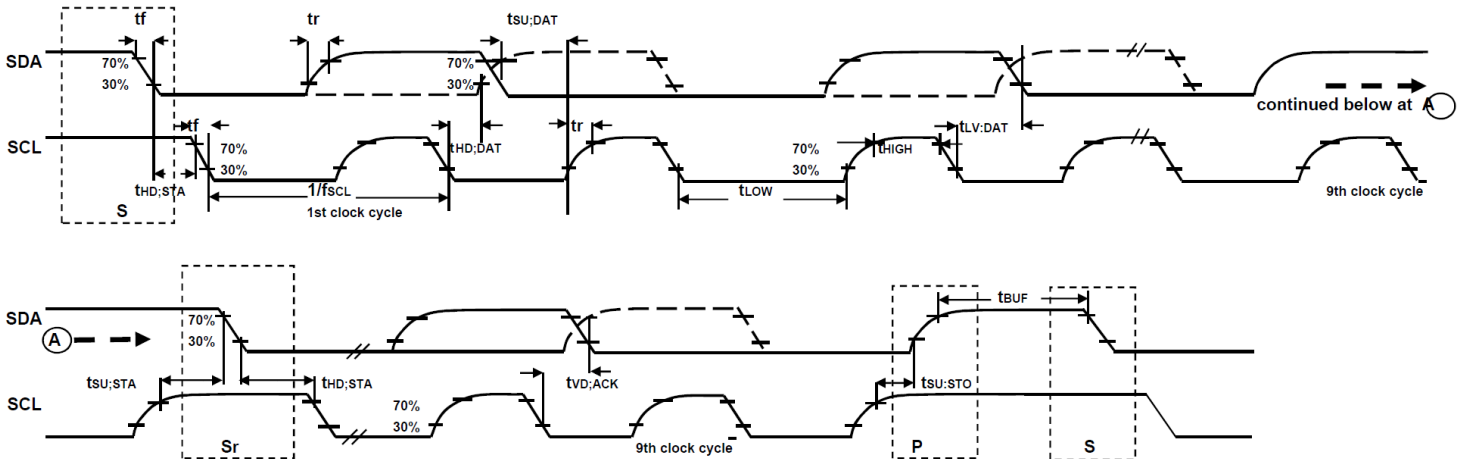 tf tr tSU;DAT
SDA 70% 70%
30% 30%
continued below at A
tf tHD;DAT tr tHIGH tLV:DAT
SCL 70% 70%
30% 30%
tHD;STA 1/fSCL tLOW
S 1st clock cycle 9th clock cycle
tBUF
SDA 70%
A 30%
tSU;STA tHD;STA tVD;ACK tSU:STO
SCL 70%
30%
Sr 9th clock cycle P S